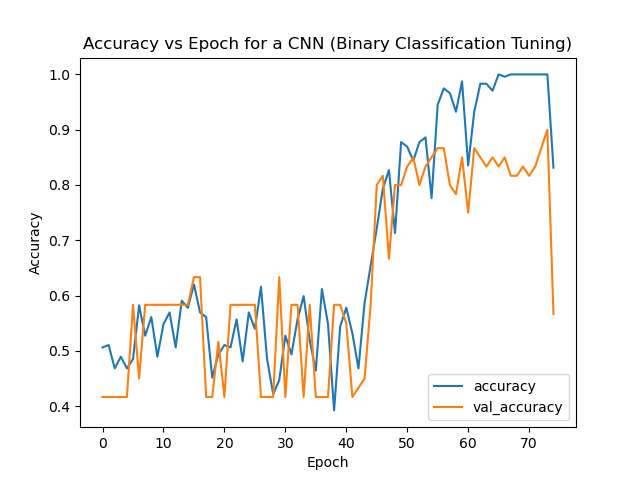 Accuracy vs Epoch for a CNN (Binary Classification Tuning)
1.0
0.9
0.8
0.7
0.6
0.5
0.4
Accuracy
accuracy
val_accuracy
0 10 20 30 40 50 60 70
Epoch